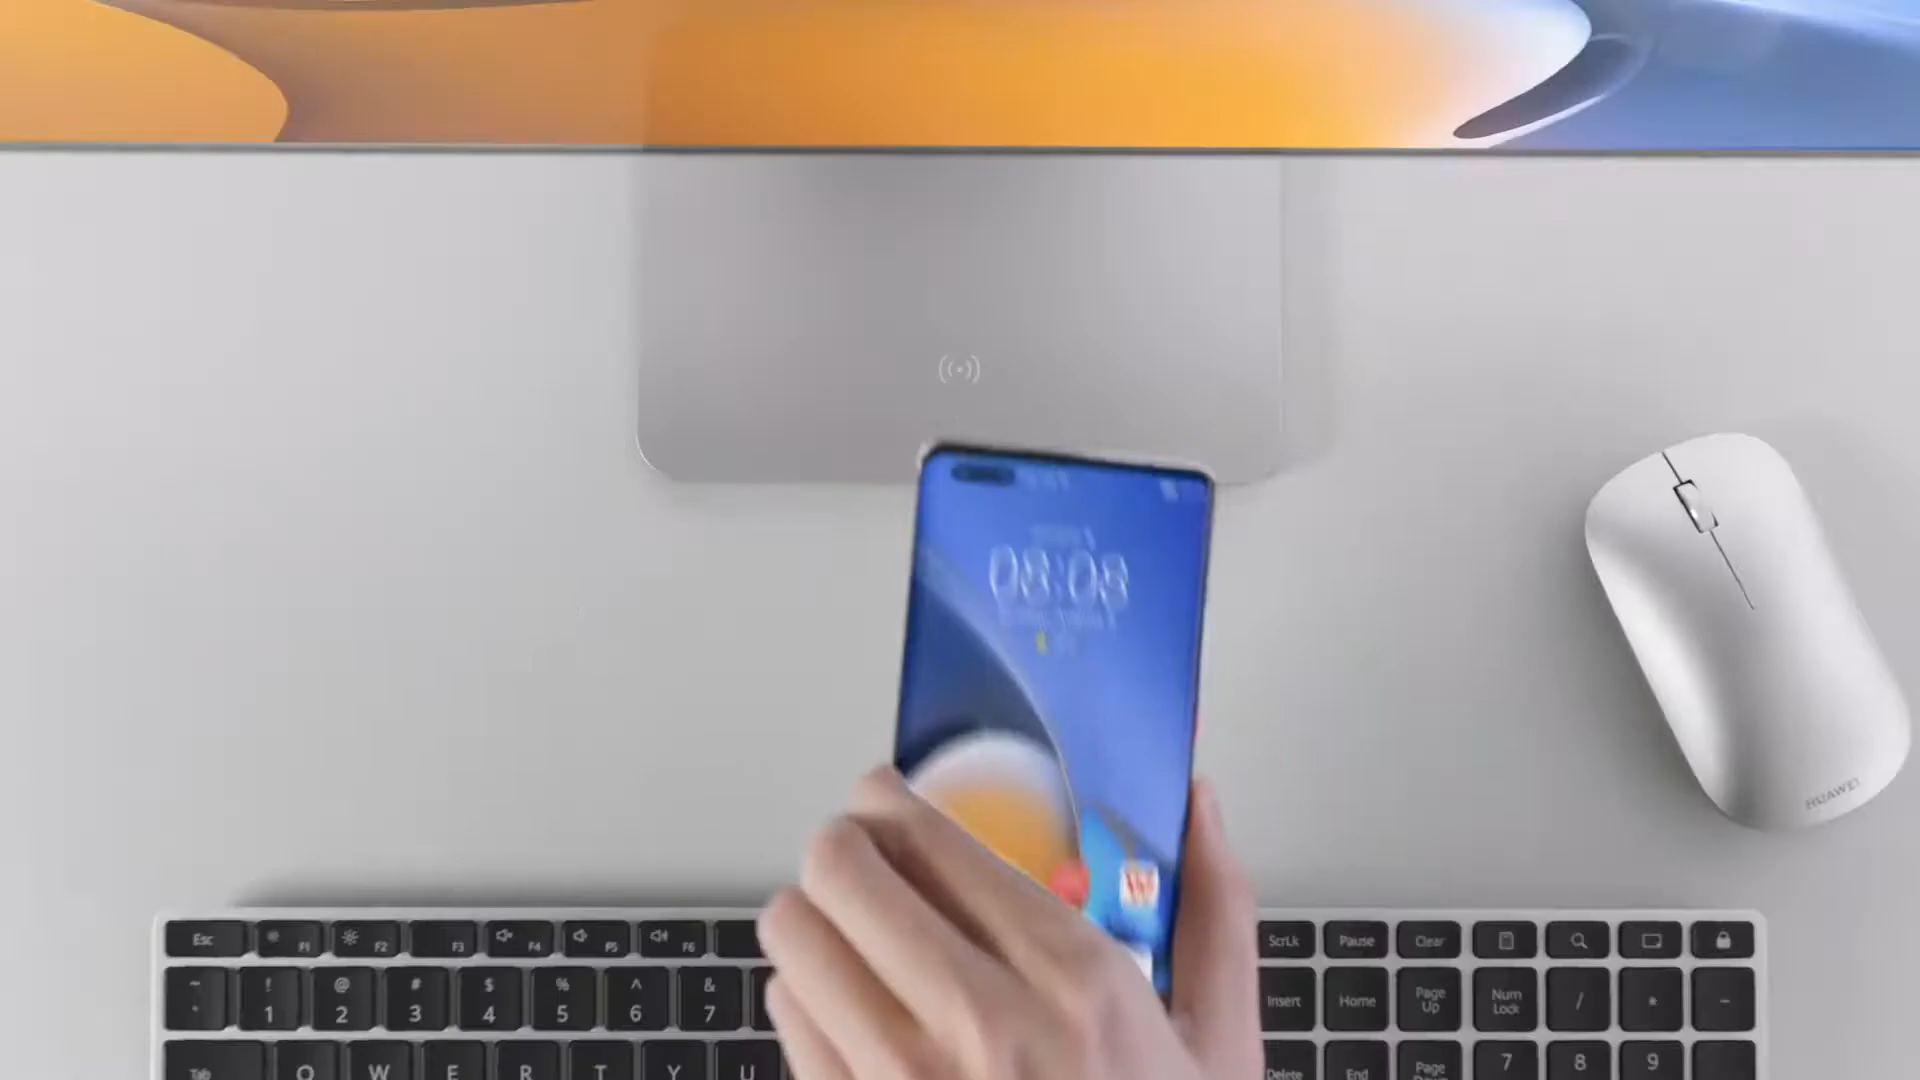 08:08
HUAWEI
Esc F1 F2 F3 F4 F5 F6 ScrLk Pause Clear
~ ! @ # $ % ^ & Insert Home Page Up Num Lock / * -
` 1 2 3 4 5 6 7
Tab Q W E R T Y U Delete End Page 7 8 9